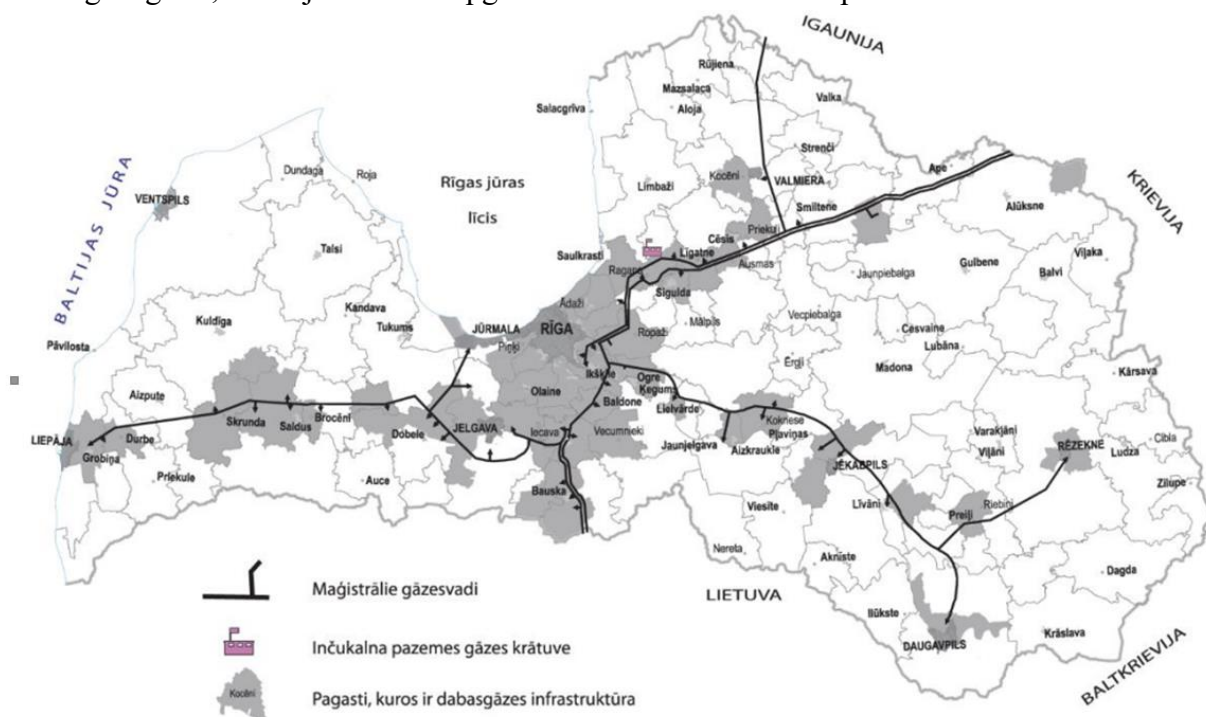 IGAUNIJA
Rūjiena
Mazsalaca
Aloja
Valka
Salacgrīva
Strenči
Ape
BALTIJAS JŪRA
Dundaga
Roja
Rīgas jūras
līcis
VENTSPILS
Limbaži
Kocēni
VALMIERA
Smiltene
Alūksne
KRIEVIJA
Talsi
Saulkrasti
Cēsis
Priekuļi
Līgatne
Ausmas
Ragana
Sigulda
Jaunpiebalga
Gulbene
Balvi
Viļaka
Kandava
Tukums
Ādaži
Kuldīga
JŪRMALA
RĪGA
Piņķi
Ropaži
Mālpils
Vecpiebalga
Cesvaine
Lubāna
Madona
Pāvilosta
Ērgļi
Kārsava
Aizpute
Ikšķile
Ogre
Ķegums
Olaine
Baldone
Lielvārde
Skrunda
Saldus
Brocēni
Dobele
JELGAVA
Iecava
Vecumnieki
Koknese
Pļaviņas
Jaunjelgava
Aizkraukle
Varakļāni
Viļāni
RĒZEKNE
Cibla
Ludza
LIEPĀJA
Durbe
Grobiņa
Priekule
Auce
Bauska
JĒKABPILS
Zilupe
Viesīte
Līvāni
Preiļi
Riebiņi
Nereta
Aknīste
Dagda
LIETUVA
Ilūkste
DAUGAVPILS
Krāslava
BALTKRIEVIJA
Maģistrālie gāzesvadi
Inčukalna pazemes gāzes krātuve
Kocēni
Pagasti, kuros ir dabasgāzes infrastruktūra